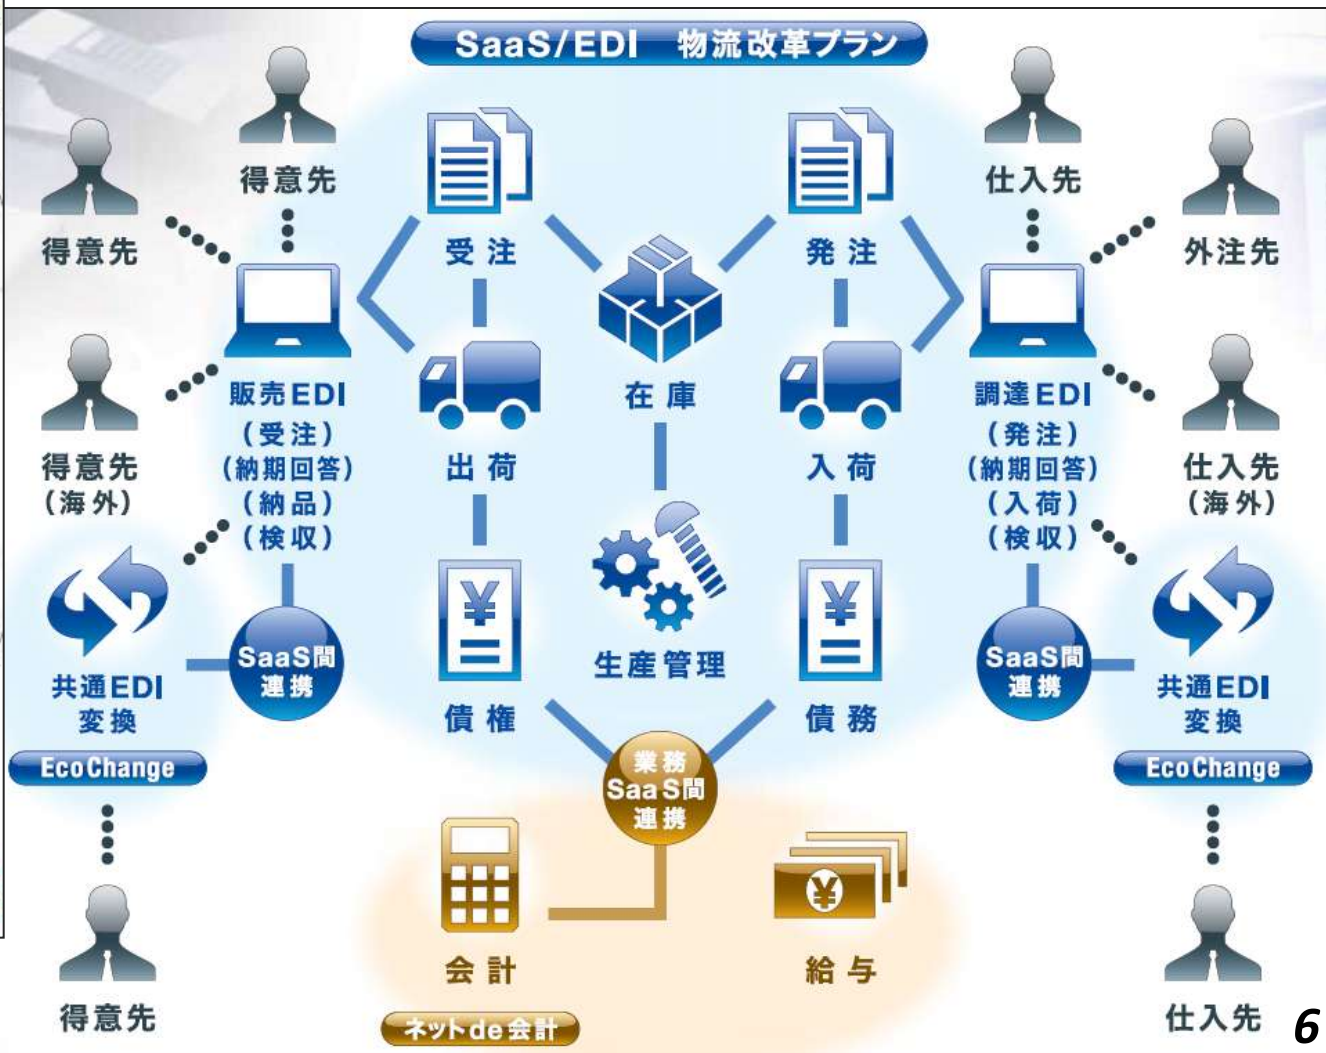 SaaS/EDI 物流改革プラン
得意先
得意先
受注
発注
仕入先
外注先
販売EDI
(受注)
(納期回答)
(納品)
(検収)
出荷
在庫
入荷
調達EDI
(発注)
(納期回答)
(入荷)
(検収)
得意先
(海外)
仕入先
(海外)
共通EDI
変換
EcoChange
SaaS間
連携
債権
生産管理
債務
SaaS間
連携
共通EDI
変換
EcoChange
業務
SaaS間
連携
会計
給与
ネットde会計
得意先
仕入先
6